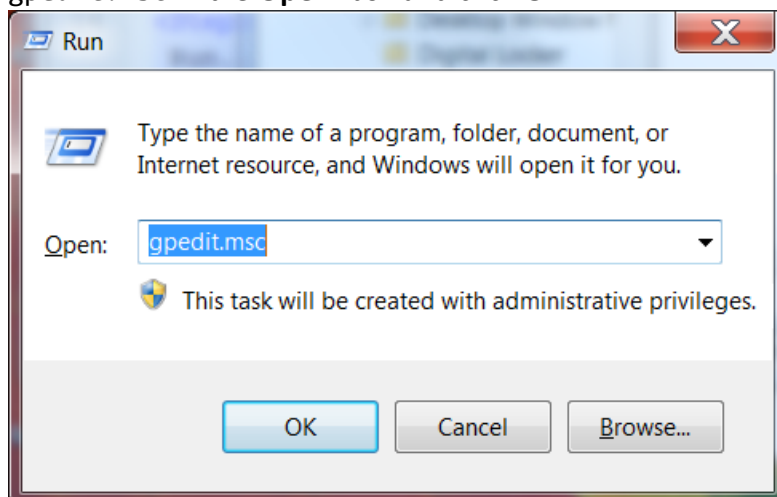 Run
Type the name of a program, folder, document, or
Internet resource, and Windows will open it for you.
Open: gpedit.msc
This task will be created with administrative privileges.
OK Cancel Browse...